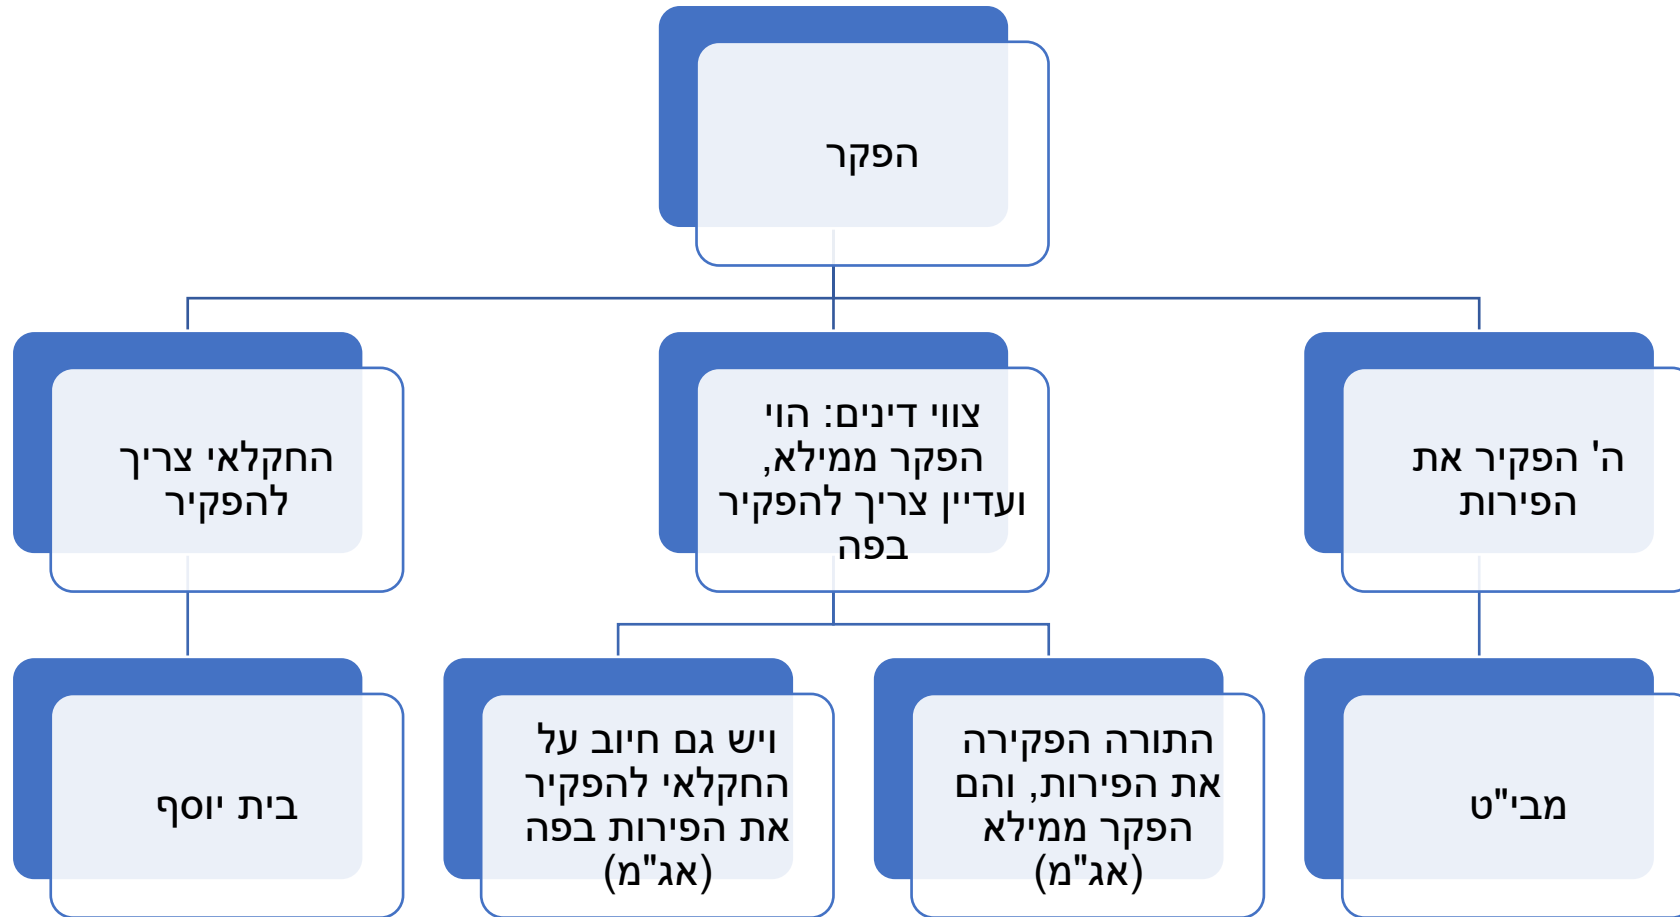 הפקר
ה' הפקיר את
הפירות
צווי דינים: הוי
הפקר ממילא,
ועדיין צריך להפקיר
בפה
החקלאי צריך
להפקיר
מבי"ט
התורה הפקירה
את הפירות, והם
הפקר ממילא
(אג"מ)
ויש גם חיוב על
החקלאי להפקיר
את הפירות בפה
(אג"מ)
בית יוסף